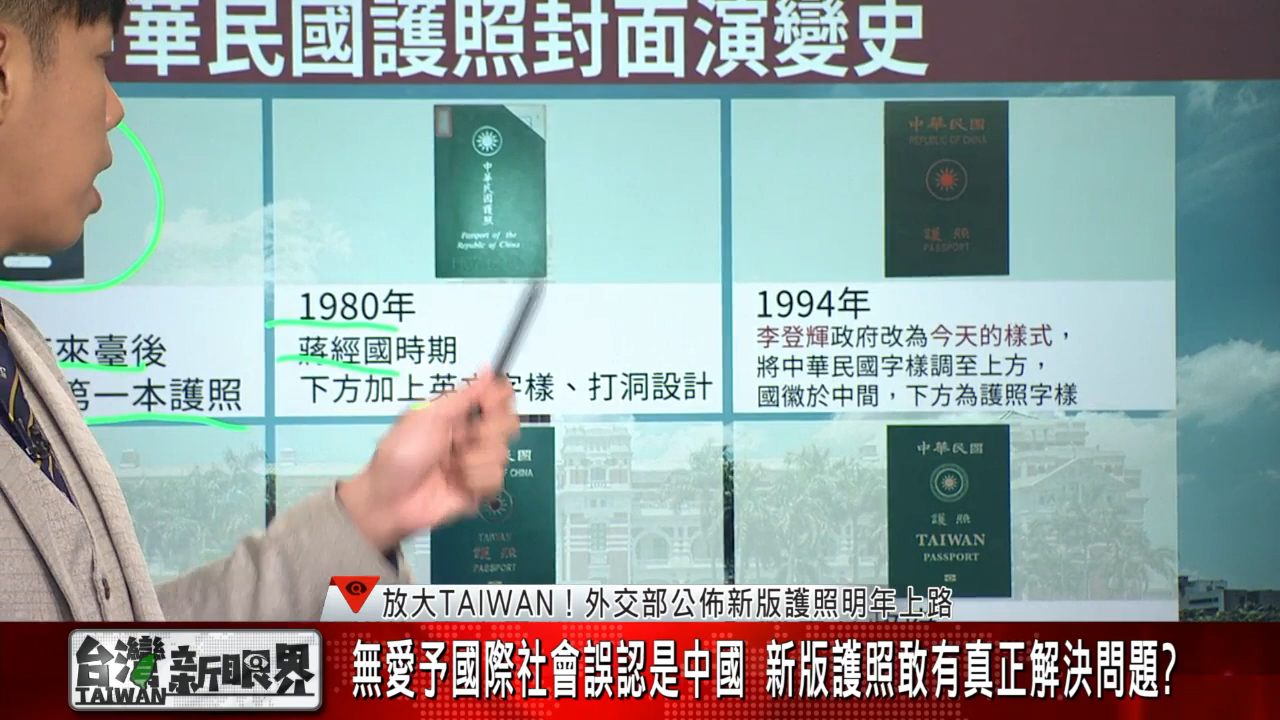 華民國護照封面演變史
中
華
民
國
護
照
Passport of the
Republic of China
中華民國
REPUBLIC OF CHINA
護照
PASSPORT
來臺後
第一本護照
1980年
蔣經國時期
下方加上英文字樣、打洞設計
1994年
李登輝政府改為今天的樣式，
將中華民國字樣調至上方，
國徽於中間，下方為護照字樣
民國
OF CHINA
TAIWAN
護照
PASSPORT
中華民國
護照
TAIWAN
PASSPORT
放大TAIWAN！外交部公佈新版護照明年上路
台灣新眼界
TAIWAN
無愛予國際社會誤認是中國 新版護照敢有真正解決問題?